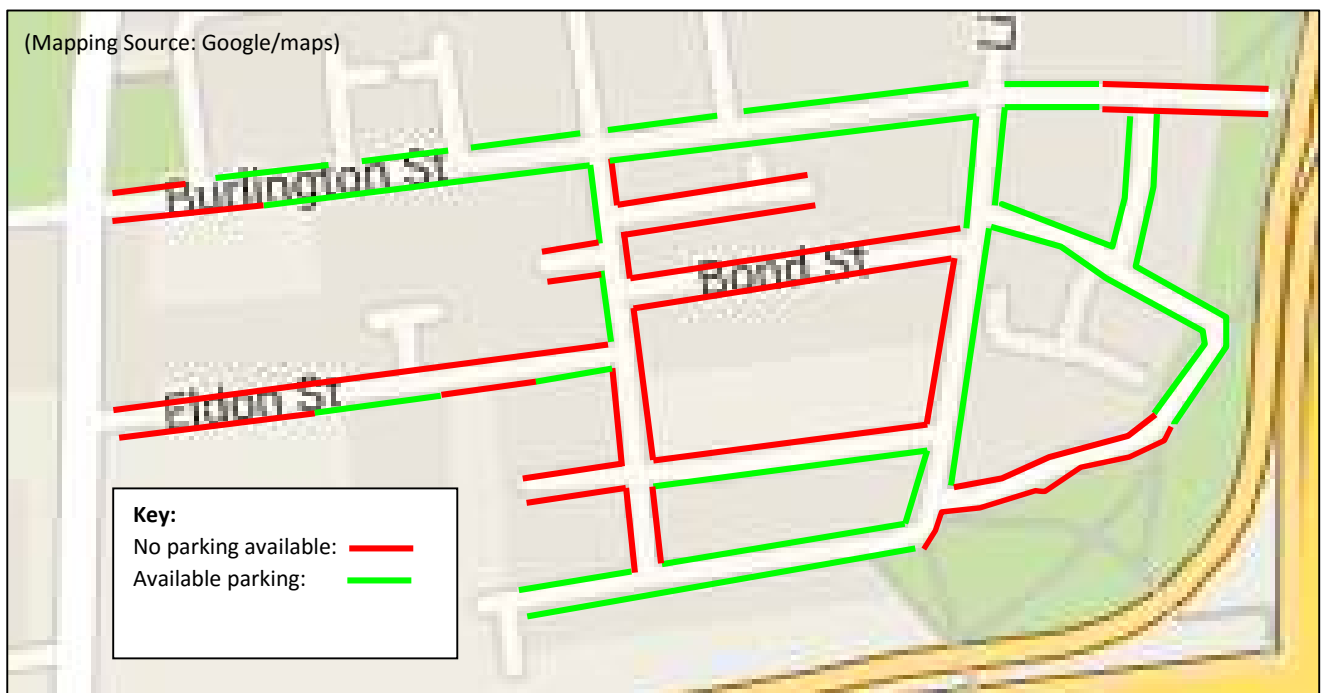 (Mapping Source: Google/maps)
Burlington St
Bond St
Eldon St
Key:
No parking available:
Available parking: